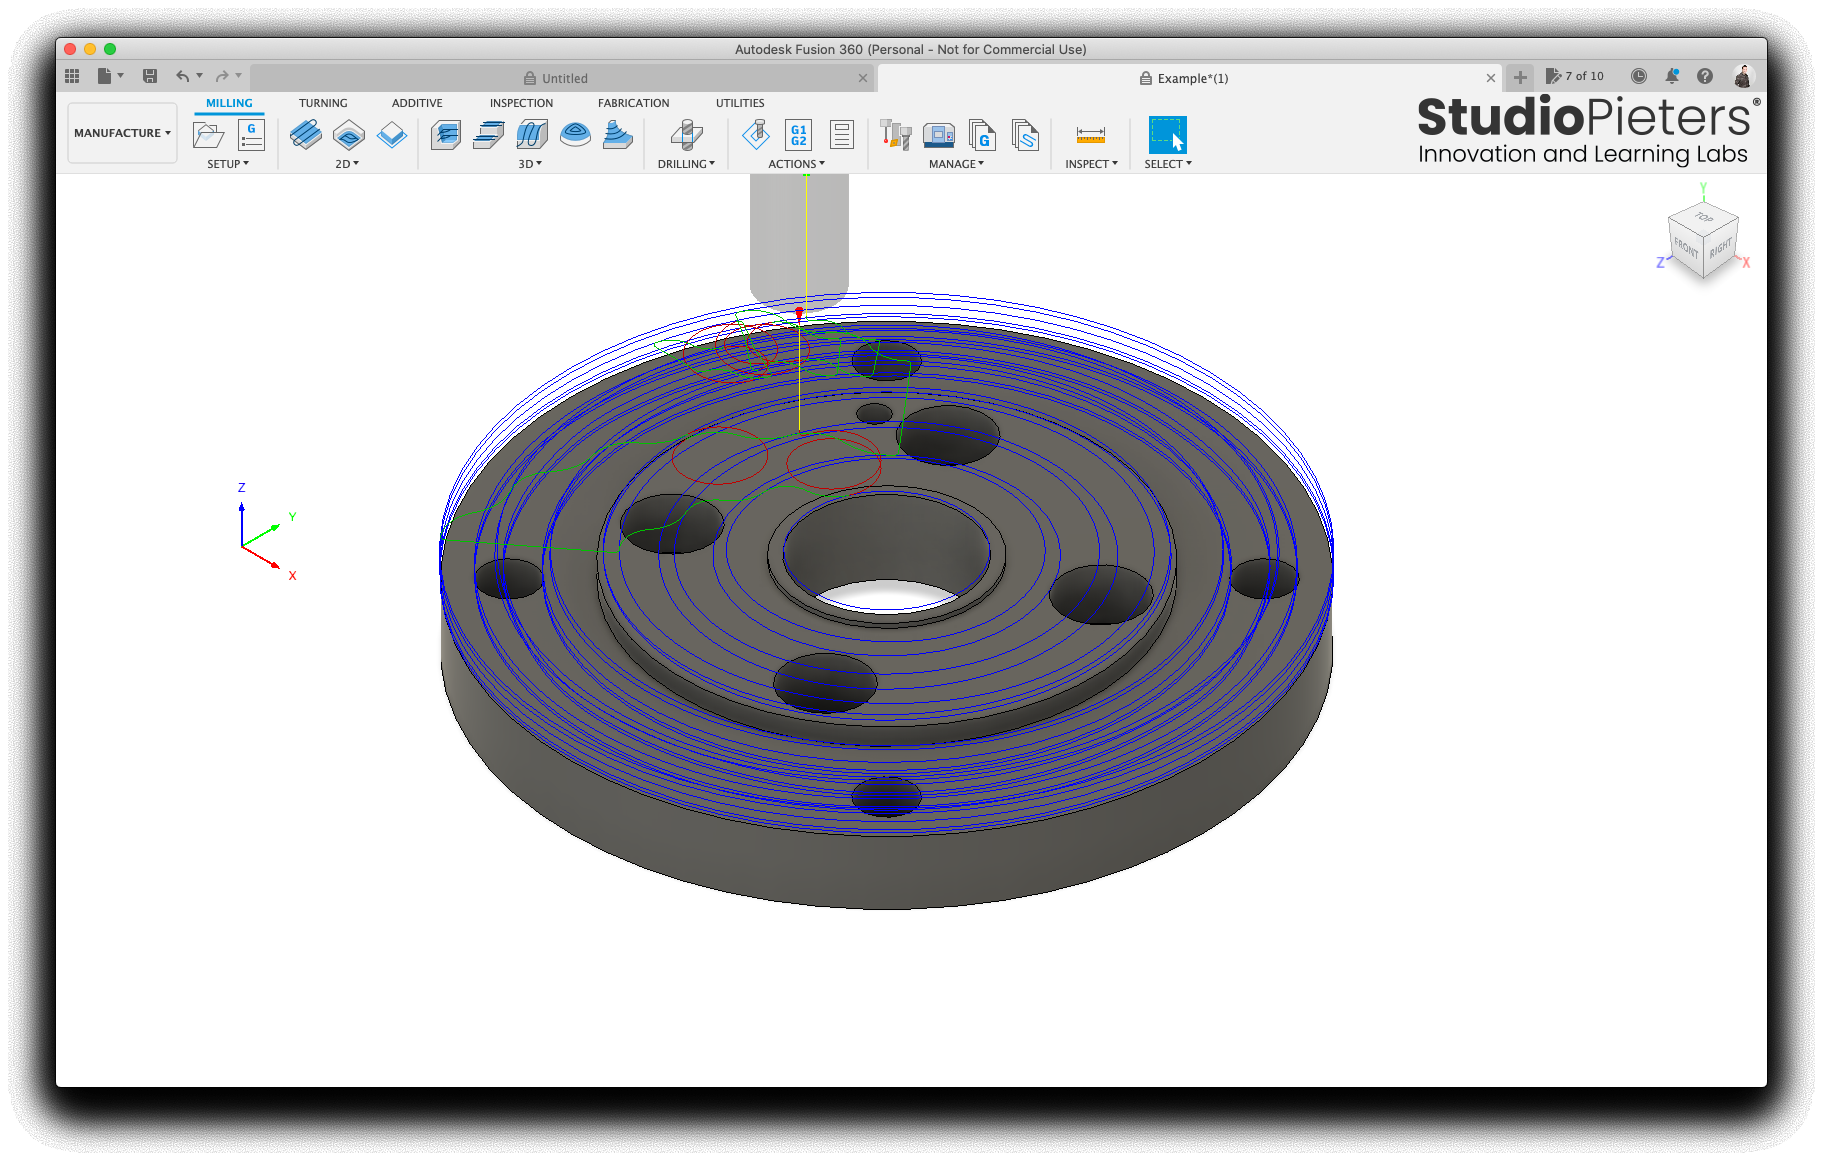 Autodesk Fusion 360 (Personal - Not for Commercial Use)
Untitled
Example*(1)
7 of 10
MANUFACTURE
MILLING
TURNING
ADDITIVE
INSPECTION
FABRICATION
UTILITIES
G
G1
G2
G
SETUP
2D
3D
DRILLING
ACTIONS
MANAGE
INSPECT
SELECT
StudioPieters®
Innovation and Learning Labs
Y
TOP
FRONT
RIGHT
Z
X
Z
Y
X